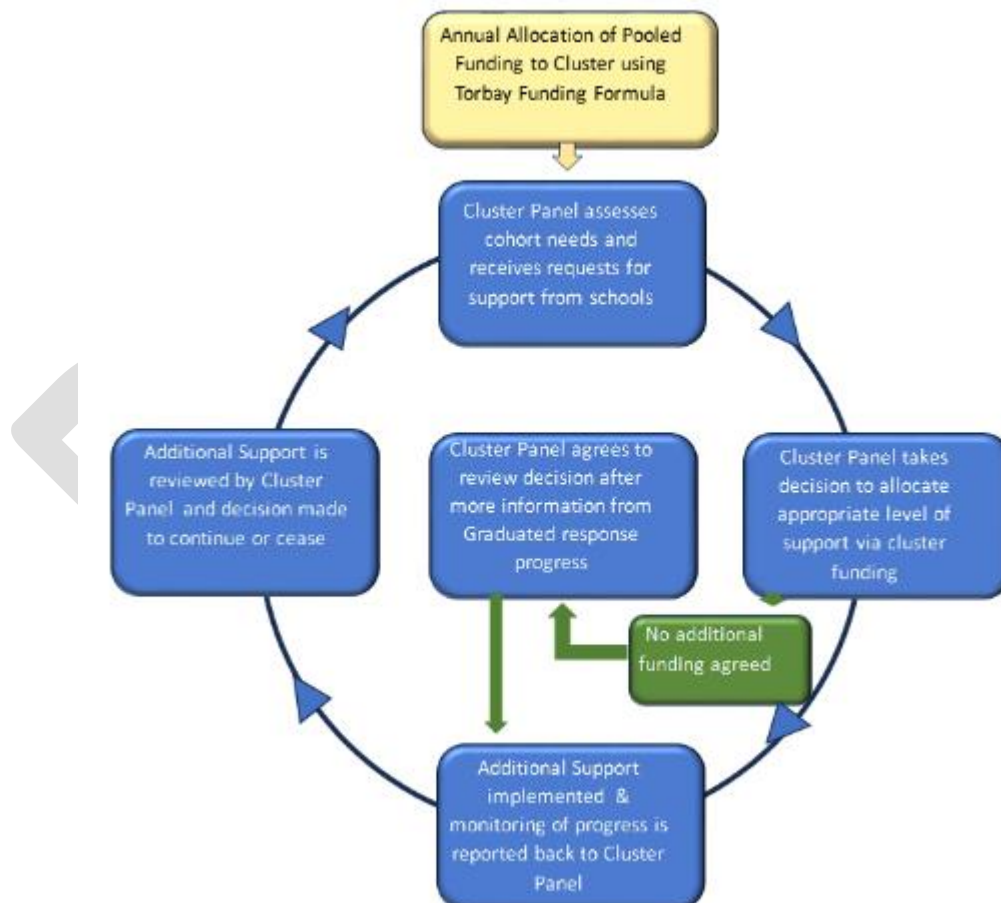 Annual Allocation of Pooled
Funding to Cluster using
Torbay Funding Formula
Cluster Panel assesses
cohort needs and
receives requests for
support from schools
Additional Support is
reviewed by Cluster
Panel and decision made
to continue or cease
Cluster Panel agrees to
review decision after
more information from
Graduated response
progress
Cluster Panel takes
decision to allocate
appropriate level of
support via cluster
funding
No additional
funding agreed
Additional Support
implemented &
monitoring of progress is
reported back to Cluster
Panel